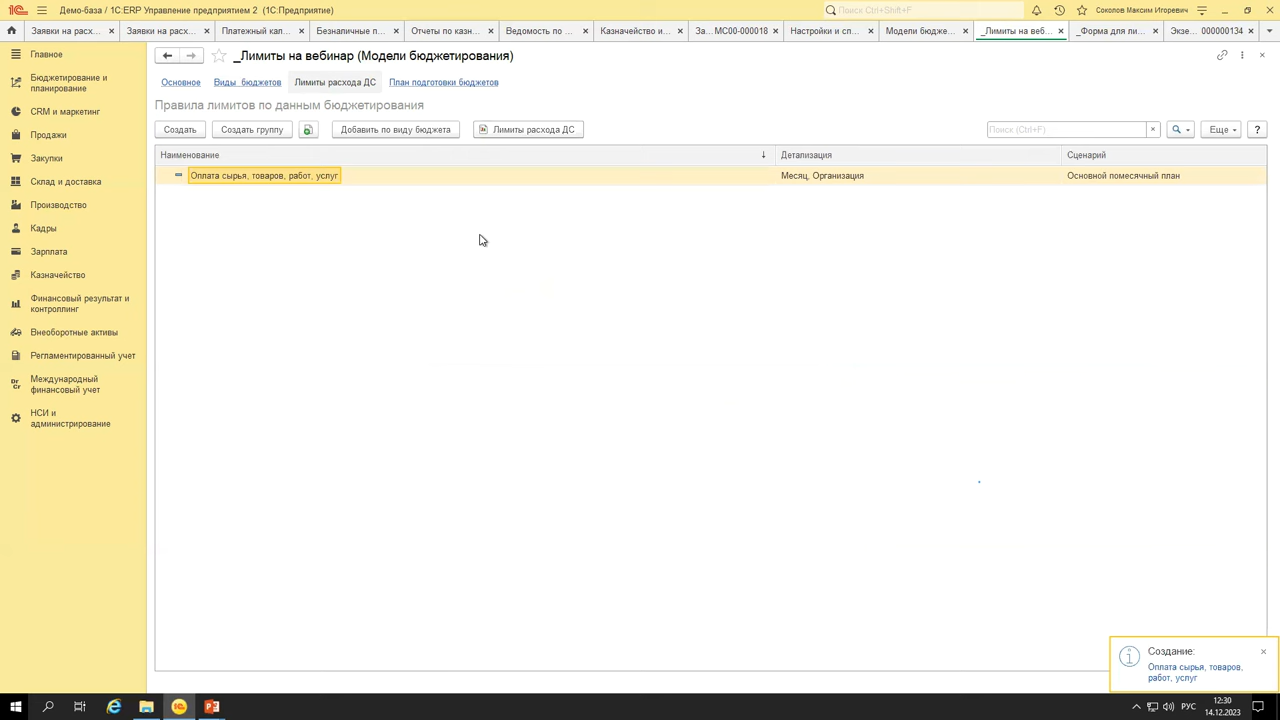 Демо-база / 1С:ERP Управление предприятием 2 (1С:Предприятие)
Поиск Ctrl+Shift+F
Соколов Максим Игоревич
Заявки на расх...
Заявки на расх...
Платежный кал...
Безналичные п...
Отчеты по казн...
Ведомость по ...
Казначейство и...
За... МС00-000018
Настройки и сп...
Модели бюдже...
_Лимиты на веб...
_Форма для ли...
Экзе... 000000134
Главное
Бюджетирование и
планирование
CRM и маркетинг
Продажи
Закупки
Склад и доставка
Производство
Кадры
Зарплата
Казначейство
Финансовый результат и
контроллинг
Внеоборотные активы
Регламентированный учет
Международный
финансовый учет
НСИ и
администрирование
_Лимиты на вебинар (Модели бюджетирования)
Основное Виды бюджетов Лимиты расхода ДС План подготовки бюджетов
Правила лимитов по данным бюджетирования
Создать Создать группу Добавить по виду бюджета Лимиты расхода ДС Поиск (Ctrl+F) Еще ?
Наименование Детализация Сценарий
Оплата сырья, товаров, работ, услуг Месяц, Организация Основной помесячный план
Создание:
Оплата сырья, товаров,
работ, услуг
РУС
12:30
14.12.2023